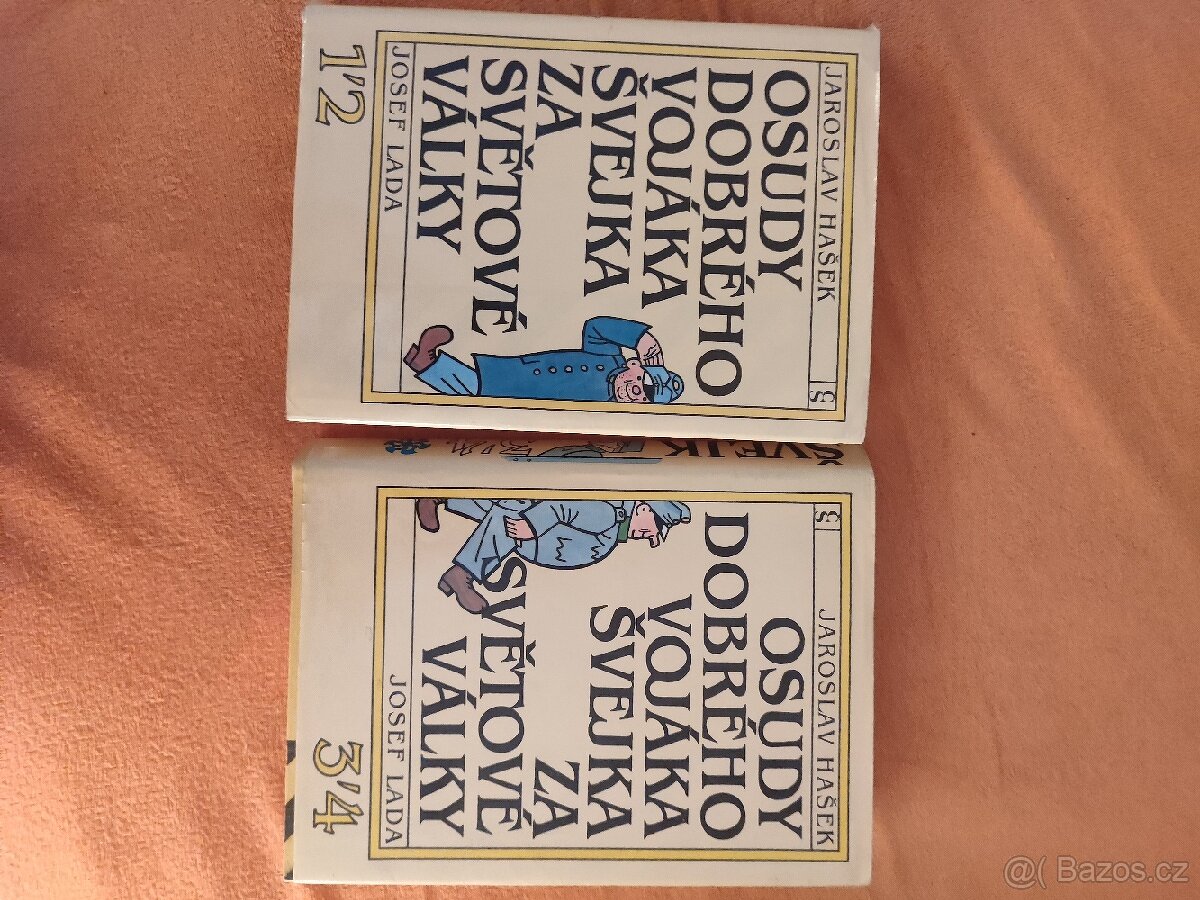 JAROSLAV HAŠEK
OSUDY
DOBRÉHO
VOJÁKA
ŠVEJKA
ZA
SVĚTOVÉ
VÁLKY
JOSEF LADA
1'2
ŠVEJK
JAROSLAV HAŠEK
OSUDY
DOBRÉHO
VOJÁKA
ŠVEJKA
ZA
SVĚTOVÉ
VÁLKY
JOSEF LADA
3'4
@( Bazos.cz